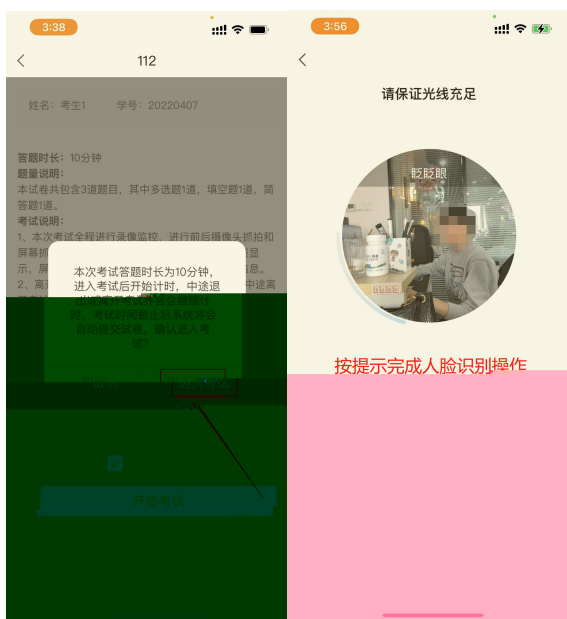 3:38
112
姓名：考生1 学号：20220407
答题时长：10分钟
题量说明：
本试卷共包含3道题目，其中多选题1道，填空题1道，简
答题1道。
考试说明：
1、本次考试全程进行录像监控，进行前后摄像头抓拍和
屏幕抓
示，屏
2、离
本次考试答题时长为10分钟，
进入考试后开始计时，中途退
时，考试时间截止后系统将会
自动提交试卷，确认进入考
试？
开始考试
3:56
请保证光线充足
眨眨眼
按提示完成人脸识别操作